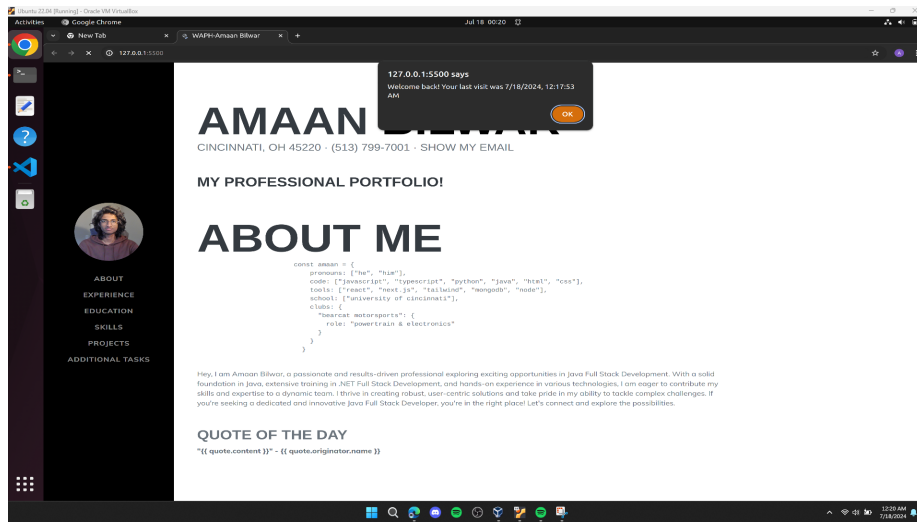 Ubuntu 22.04 [Running] - Oracle VM VirtualBox
Activities
Google Chrome
Jul 18 00:20
New Tab
WAPH-Amaan Bilwar
127.0.0.1:5500
127.0.0.1:5500 says
Welcome back! Your last visit was 7/18/2024, 12:17:53
AM
OK
AMAAN
CINCINNATI, OH 45220 · (513) 799-7001 · SHOW MY EMAIL
MY PROFESSIONAL PORTFOLIO!
ABOUT ME
const amaan = {
pronouns: ["he", "him"],
code: ["javascript", "typescript", "python", "java", "html", "css"],
tools: ["react", "next.js", "tailwind", "mongodb", "node"],
school: ["university of cincinnati"],
clubs: {
"bearcat motorsports": {
role: "powertrain & electronics"
}
}
}
ABOUT
EXPERIENCE
EDUCATION
SKILLS
PROJECTS
ADDITIONAL TASKS
Hey, I am Amaan Bilwar, a passionate and results-driven professional exploring exciting opportunities in Java Full Stack Development. With a solid
foundation in Java, extensive training in .NET Full Stack Development, and hands-on experience in various technologies, I am eager to contribute my
skills and expertise to a dynamic team. I thrive in creating robust, user-centric solutions and take pride in my ability to tackle complex challenges. If
you're seeking a dedicated and innovative Java Full Stack Developer, you're in the right place! Let's connect and explore the possibilities.
QUOTE OF THE DAY
"{{ quote.content }}" - {{ quote.originator.name }}
12:20 AM
7/18/2024